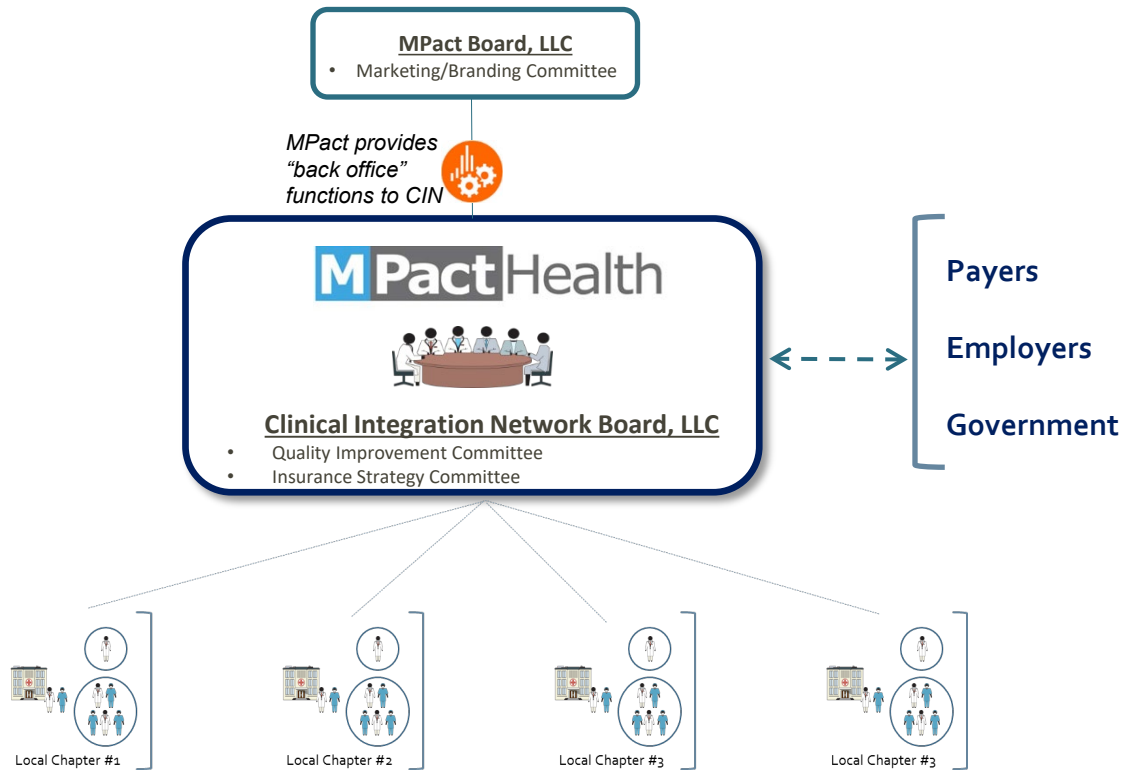 MPact Board, LLC
• Marketing/Branding Committee
MPact provides
“back office”
functions to CIN
MPactHealth
Clinical Integration Network Board, LLC
• Quality Improvement Committee
• Insurance Strategy Committee
Payers
Employers
Government
Local Chapter #1
Local Chapter #2
Local Chapter #3
Local Chapter #3